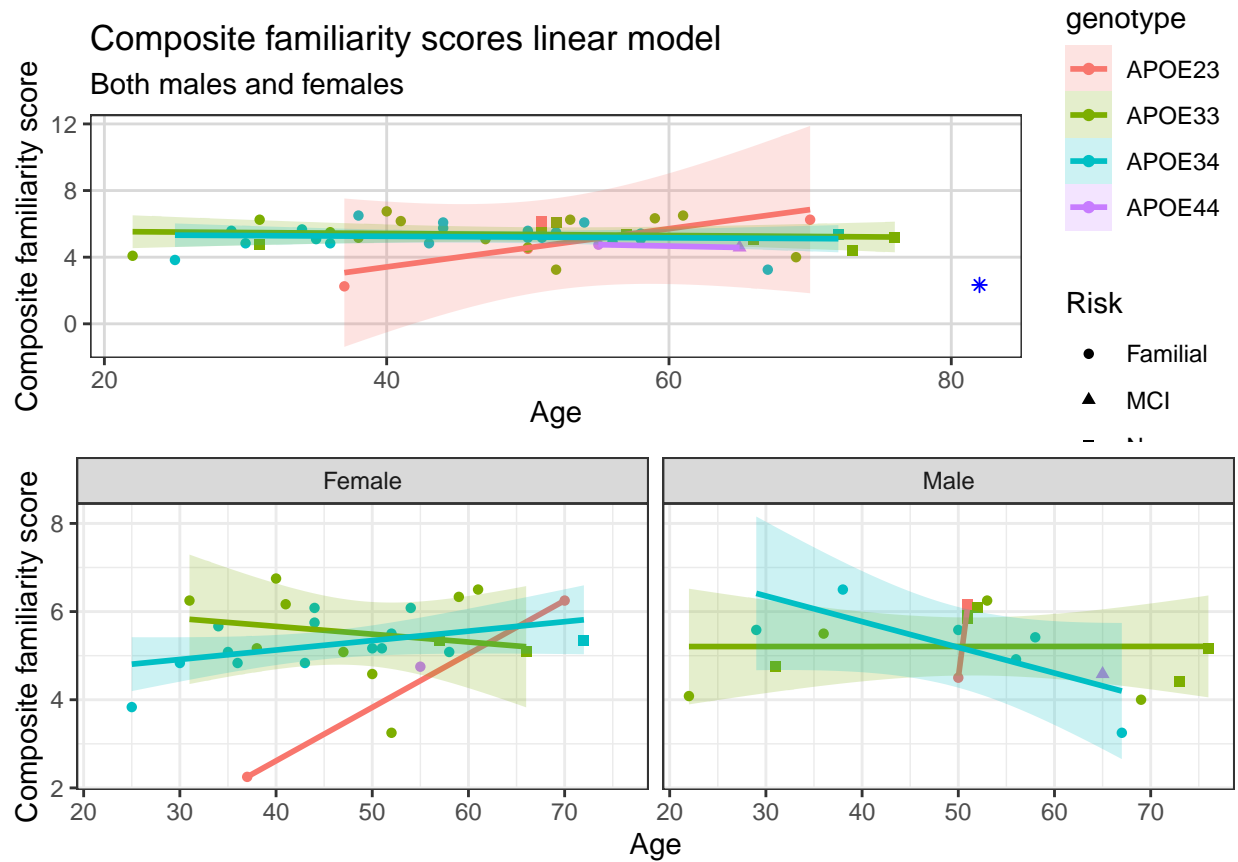 Composite familiarity scores linear model
Both males and females
Composite familiarity score
12
8
4
0
20 40 60 80
Age
genotype
APOE23
APOE33
APOE34
APOE44
Risk
Familial
MCI
Female Male
Composite familiarity score
8
6
4
2
20 30 40 50 60 70 20 30 40 50 60 70
Age